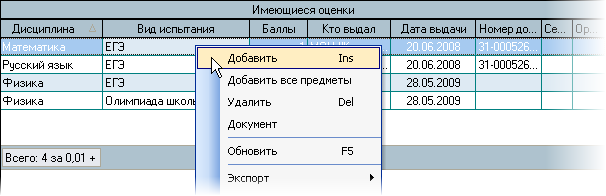 Имеющиеся оценки
Дисциплина Вид испытания Баллы Кто выдал Дата выдачи Номер до... Се... Ор...
Математика ЕГЭ 20.06.2008 31-000526...
Русский язык ЕГЭ 20.06.2008 31-000526...
Физика ЕГЭ 28.05.2009
Физика Олимпиада школь 28.05.2009
Добавить Ins
Добавить все предметы
Удалить Del
Документ
Обновить F5
Экспорт
Всего: 4 за 0,01 +